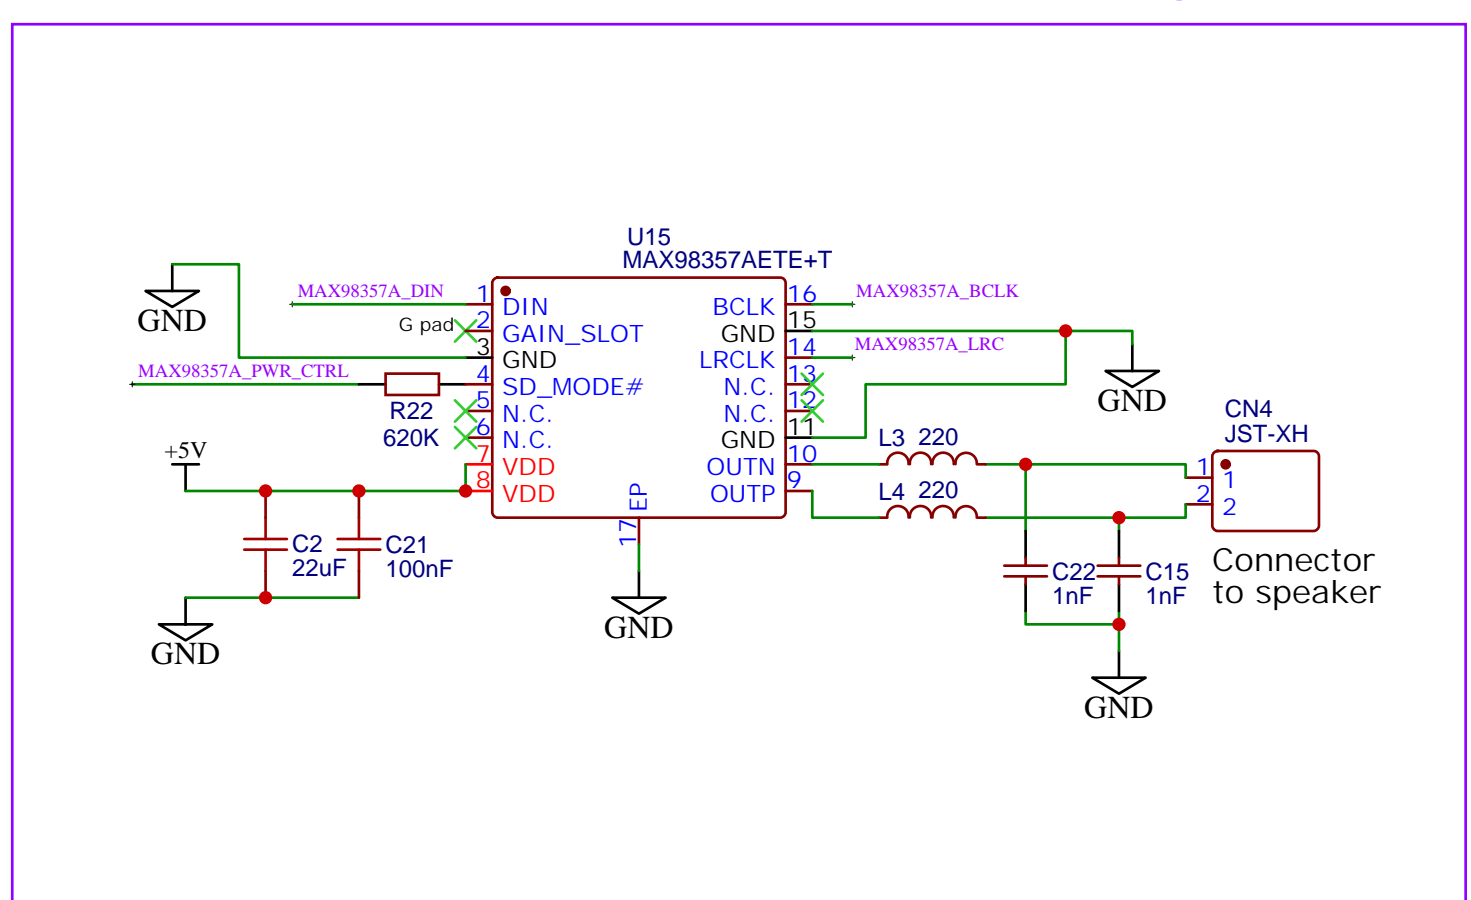 U15
MAX98357AETE+T
GND
MAX98357A_DIN
1
DIN
G pad
2
GAIN_SLOT
3
GND
MAX98357A_PWR_CTRL
4
SD_MODE#
R22
620K
5
N.C.
6
N.C.
+5V
7
VDD
8
VDD
EP
17
16
BCLK
MAX98357A_BCLK
15
GND
14
LRCLK
MAX98357A_LRC
13
N.C.
12
N.C.
11
GND
10
OUTN
9
OUTP
GND
L3 220
L4 220
CN4
JST-XH
1
1
2
2
Connector
to speaker
C2
22uF
C21
100nF
C22
1nF
C15
1nF
GND
GND
GND